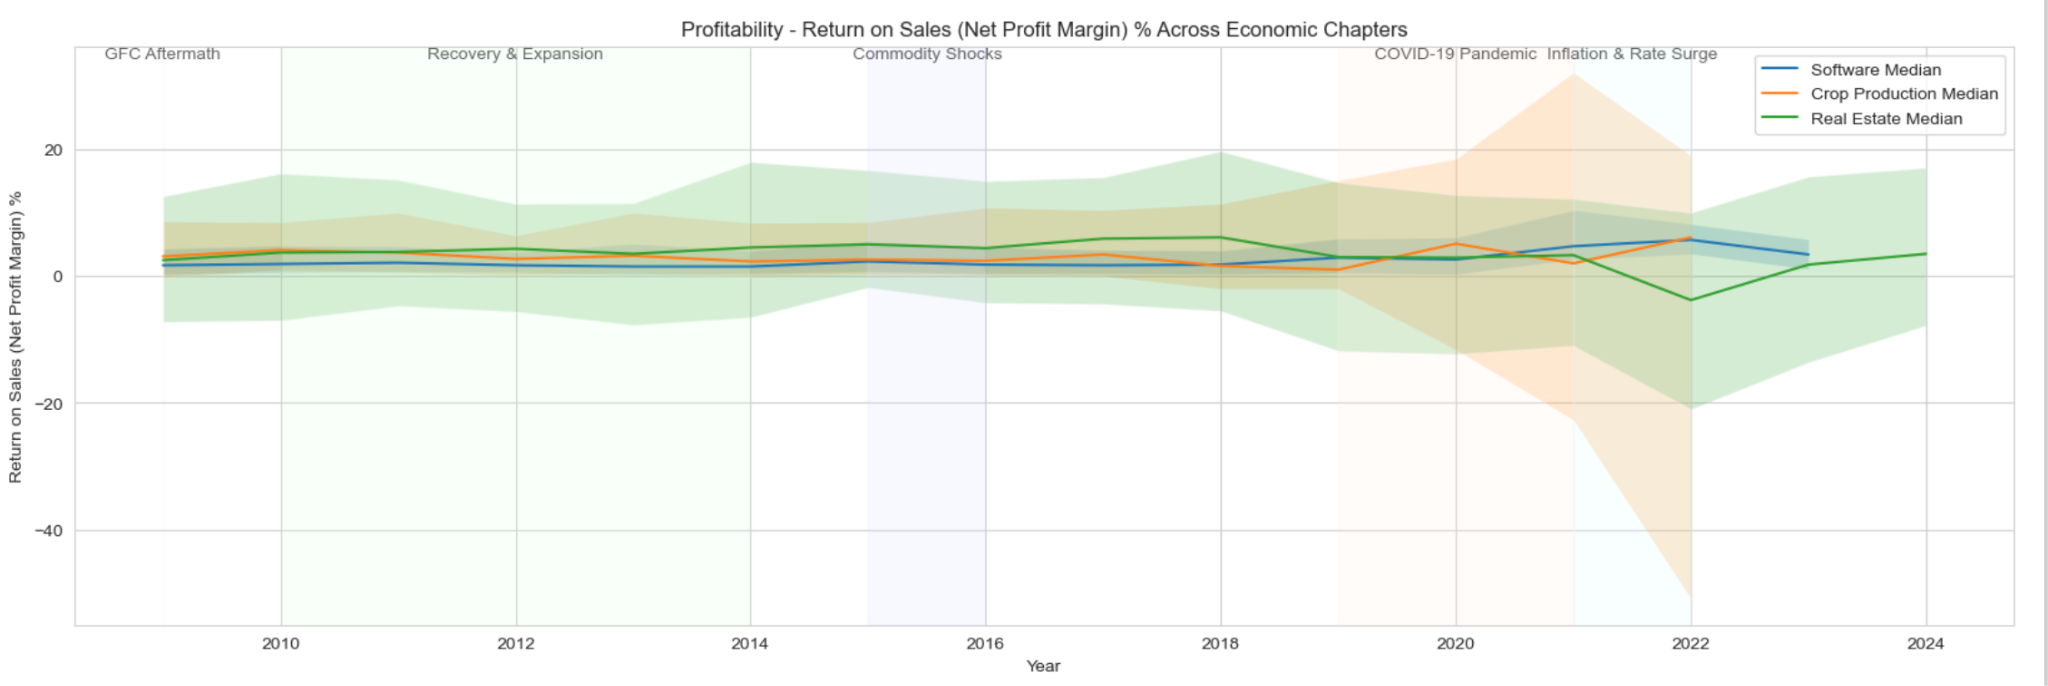 Profitability - Return on Sales (Net Profit Margin) % Across Economic Chapters
GFC Aftermath
Recovery & Expansion
Commodity Shocks
COVID-19 Pandemic
Inflation & Rate Surge
Software Median
Crop Production Median
Real Estate Median
Return on Sales (Net Profit Margin) %
20
0
−20
−40
2010
2012
2014
2016
2018
2020
2022
2024
Year